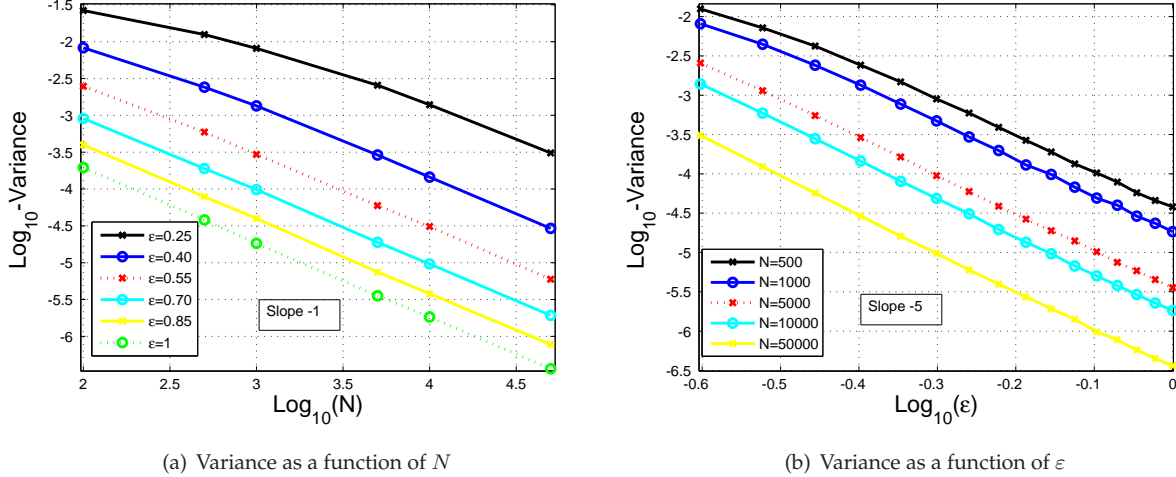 -1.5
-2
-2.5
-3
-3.5
-4
-4.5
-5
-5.5
-6
Log10-Variance
ε=0.25
ε=0.40
ε=0.55
ε=0.70
ε=0.85
ε=1
Slope -1
2 2.5 3 3.5 4 4.5
Log10(N)
(a) Variance as a function of N
-2
-2.5
-3
-3.5
-4
-4.5
-5
-5.5
-6
-6.5
Log10-Variance
N=500
N=1000
N=5000
N=10000
N=50000
Slope -5
-0.6 -0.5 -0.4 -0.3 -0.2 -0.1 0
Log10(ε)
(b) Variance as a function of ε